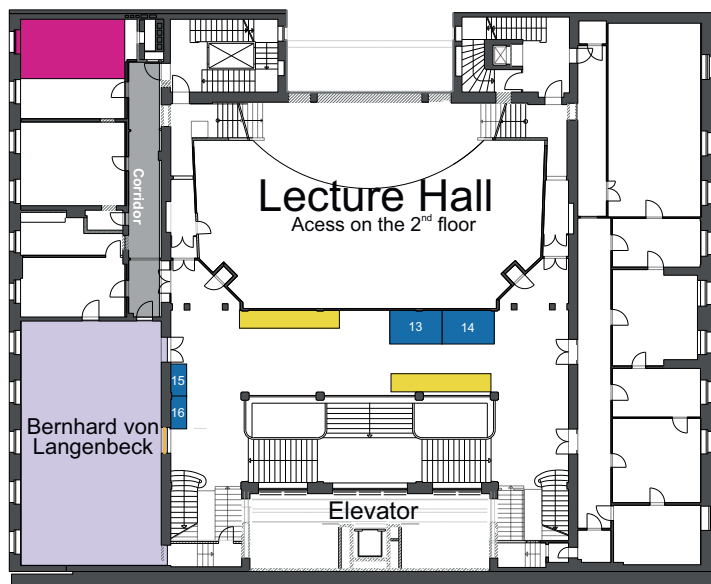 Corridor
Lecture Hall
Acess on the 2nd floor
13 14
15
16
Bernhard von
Langenbeck
Elevator